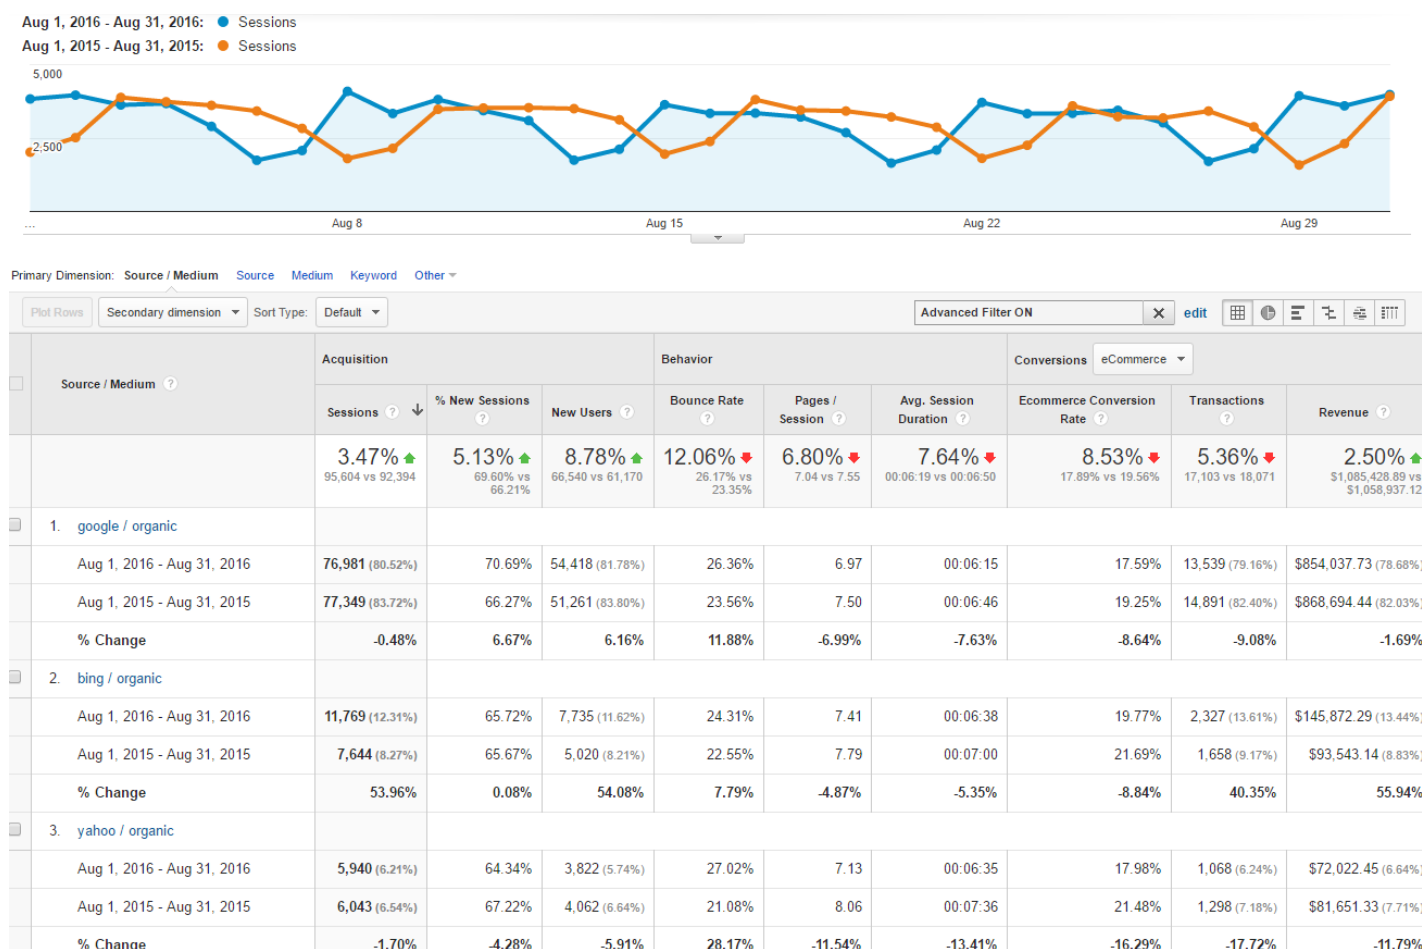 Aug 1, 2016 - Aug 31, 2016: Sessions
Aug 1, 2015 - Aug 31, 2015: Sessions
5,000
2,500
... Aug 8 Aug 15 Aug 22 Aug 29
Primary Dimension: Source / Medium Source Medium Keyword Other
Plot Rows Secondary dimension Sort Type: Default Advanced Filter ON edit
Acquisition Behavior Conversions eCommerce
Source / Medium ?
Sessions ? % New Sessions ? New Users ? Bounce Rate ? Pages / Session ? Avg. Session Duration ? Ecommerce Conversion Rate ? Transactions ? Revenue ?
3.47% 5.13% 8.78% 12.06% 6.80% 7.64% 8.53% 5.36% 2.50%
95,604 vs 92,394 69.60% vs 66.21% 66,540 vs 61,170 26.17% vs 23.35% 7.04 vs 7.55 00:06:19 vs 00:06:50 17.89% vs 19.56% 17,103 vs 18,071 $1,085,428.89 vs $1,058,937.12
1. google / organic
Aug 1, 2016 - Aug 31, 2016 76,981 (80.52%) 70.69% 54,418 (81.78%) 26.36% 6.97 00:06:15 17.59% 13,539 (79.16%) $854,037.73 (78.68%)
Aug 1, 2015 - Aug 31, 2015 77,349 (83.72%) 66.27% 51,261 (83.80%) 23.56% 7.50 00:06:46 19.25% 14,891 (82.40%) $868,694.44 (82.03%)
% Change -0.48% 6.67% 6.16% 11.88% -6.99% -7.63% -8.64% -9.08% -1.69%
2. bing / organic
Aug 1, 2016 - Aug 31, 2016 11,769 (12.31%) 65.72% 7,735 (11.62%) 24.31% 7.41 00:06:38 19.77% 2,327 (13.61%) $145,872.29 (13.44%)
Aug 1, 2015 - Aug 31, 2015 7,644 (8.27%) 65.67% 5,020 (8.21%) 22.55% 7.79 00:07:00 21.69% 1,658 (9.17%) $93,543.14 (8.83%)
% Change 53.96% 0.08% 54.08% 7.79% -4.87% -5.35% -8.84% 40.35% 55.94%
3. yahoo / organic
Aug 1, 2016 - Aug 31, 2016 5,940 (6.21%) 64.34% 3,822 (5.74%) 27.02% 7.13 00:06:35 17.98% 1,068 (6.24%) $72,022.45 (6.64%)
Aug 1, 2015 - Aug 31, 2015 6,043 (6.54%) 67.22% 4,062 (6.64%) 21.08% 8.06 00:07:36 21.48% 1,298 (7.18%) $81,651.33 (7.71%)
% Change -1.70% -4.28% -5.91% 28.17% -11.54% -13.41% -16.29% -17.72% -11.79%